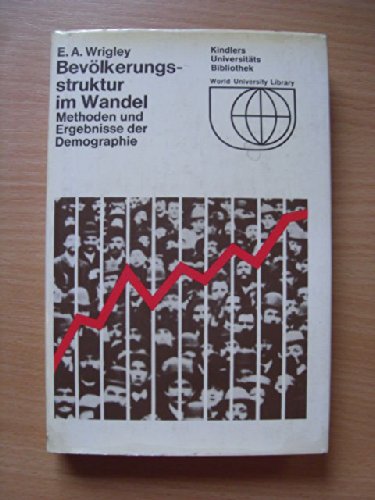 E. A. Wrigley
Bevölkerungs-
struktur
im Wandel
Methoden und
Ergebnisse der
Demographie
Kindlers
Universitäts
Bibliothek
World University Library